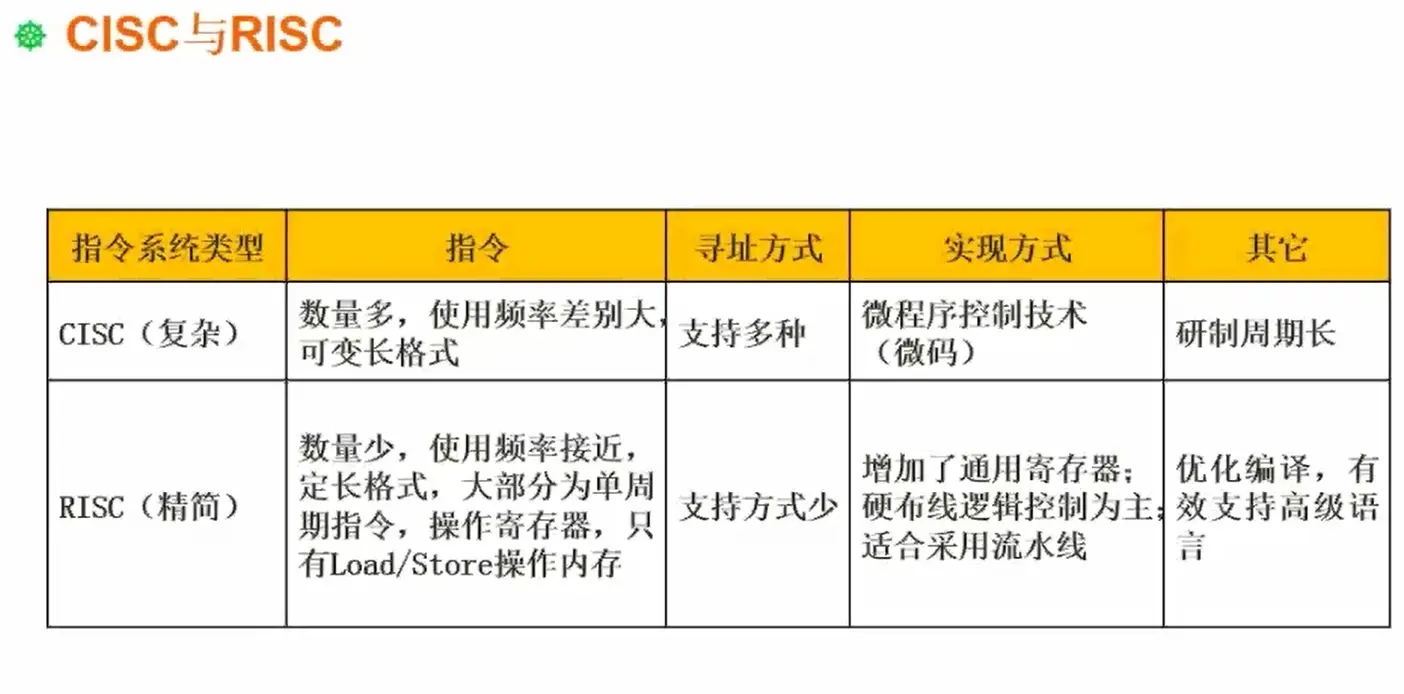 CISC与RISC
指令系统类型
指令
寻址方式
实现方式
其它
CISC（复杂）
数量多，使用频率差别大，
可变长格式
支持多种
微程序控制技术
（微码）
研制周期长
RISC（精简）
数量少，使用频率接近，
定长格式，大部分为单周
期指令，操作寄存器，只
有Load/Store操作内存
支持方式少
增加了通用寄存器；
硬布线逻辑控制为主；
适合采用流水线
优化编译，有
效支持高级语
言